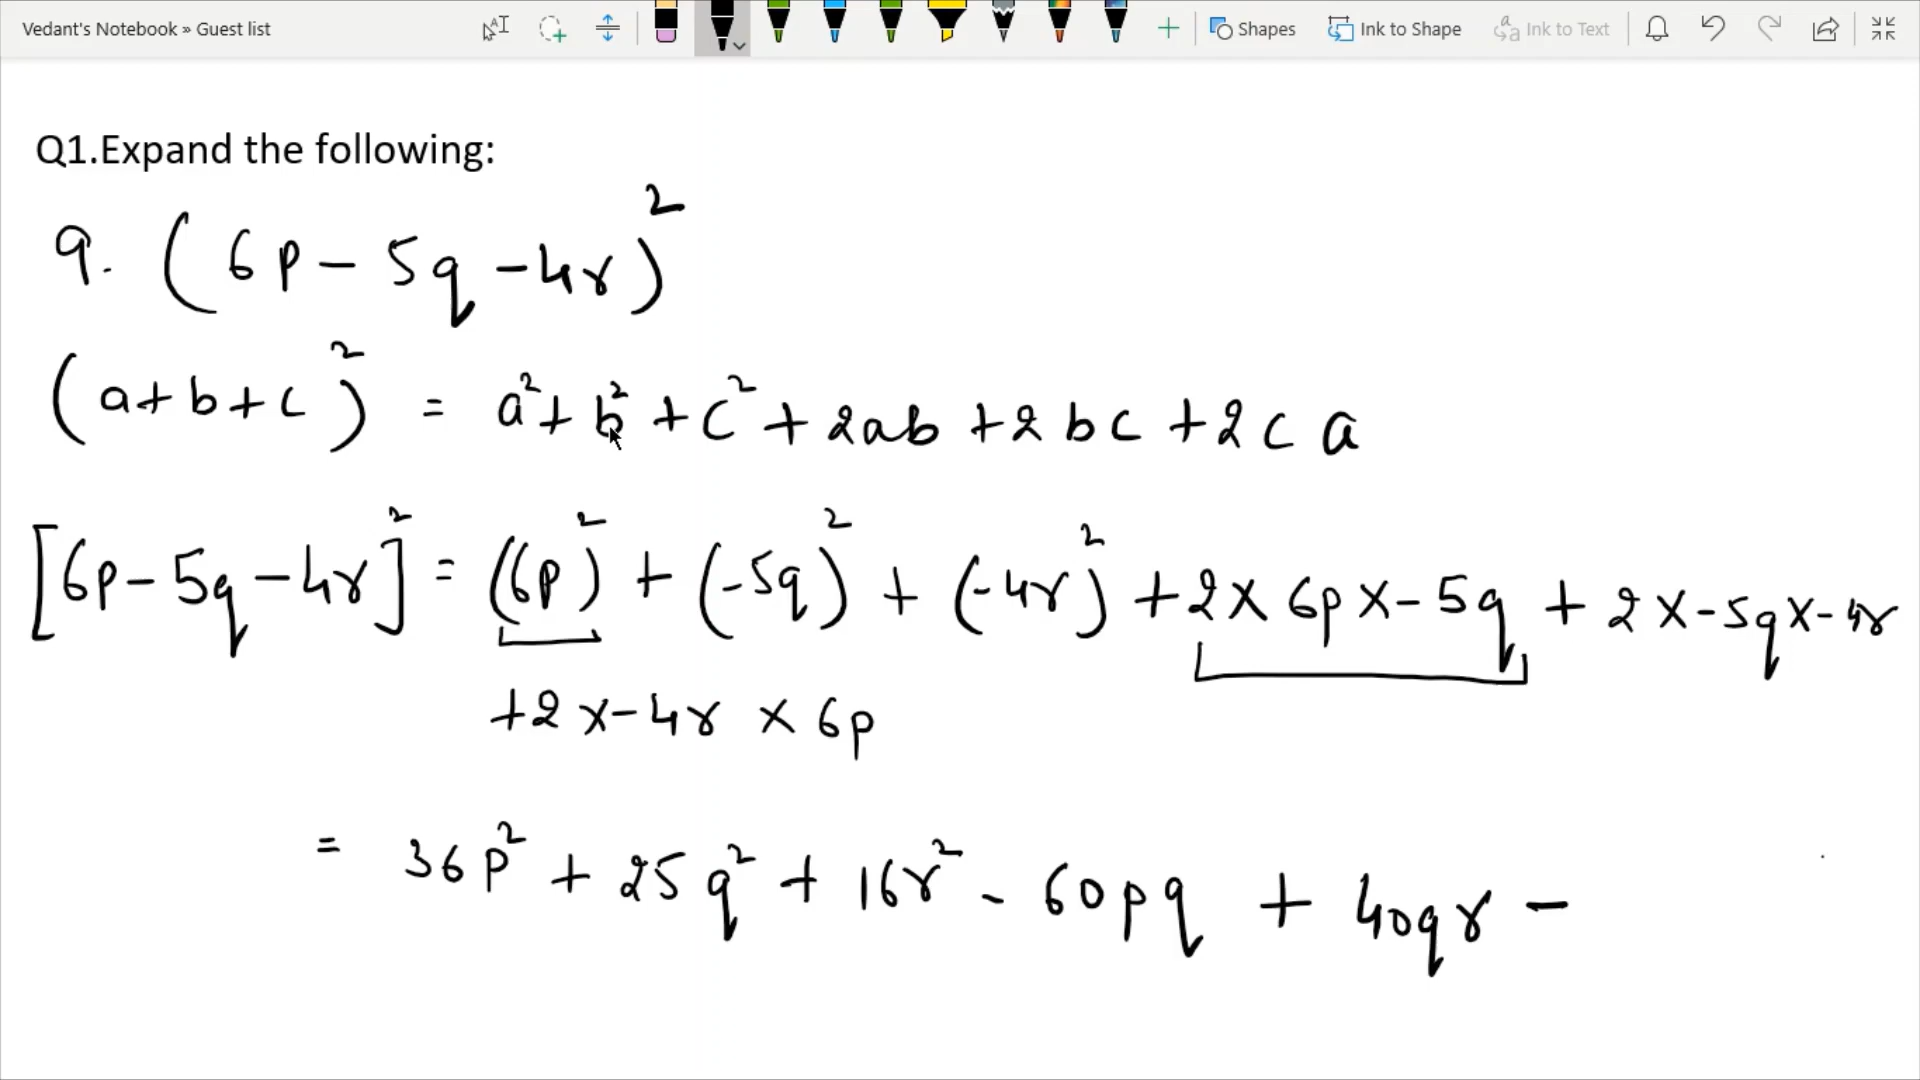 Vedant's Notebook » Guest list
Shapes
Ink to Shape
Ink to Text
Q1.Expand the following:
9. (6p - 5q - 4r)²
(a + b + c)² = a² + b² + c² + 2ab + 2bc + 2ca
[6p - 5q - 4r]² = (6p)² + (-5q)² + (-4r)² + 2 x 6p x - 5q + 2 x - 5q x - 4r
+ 2 x - 4r x 6p
= 36p² + 25q² + 16r² - 60pq + 40qr -